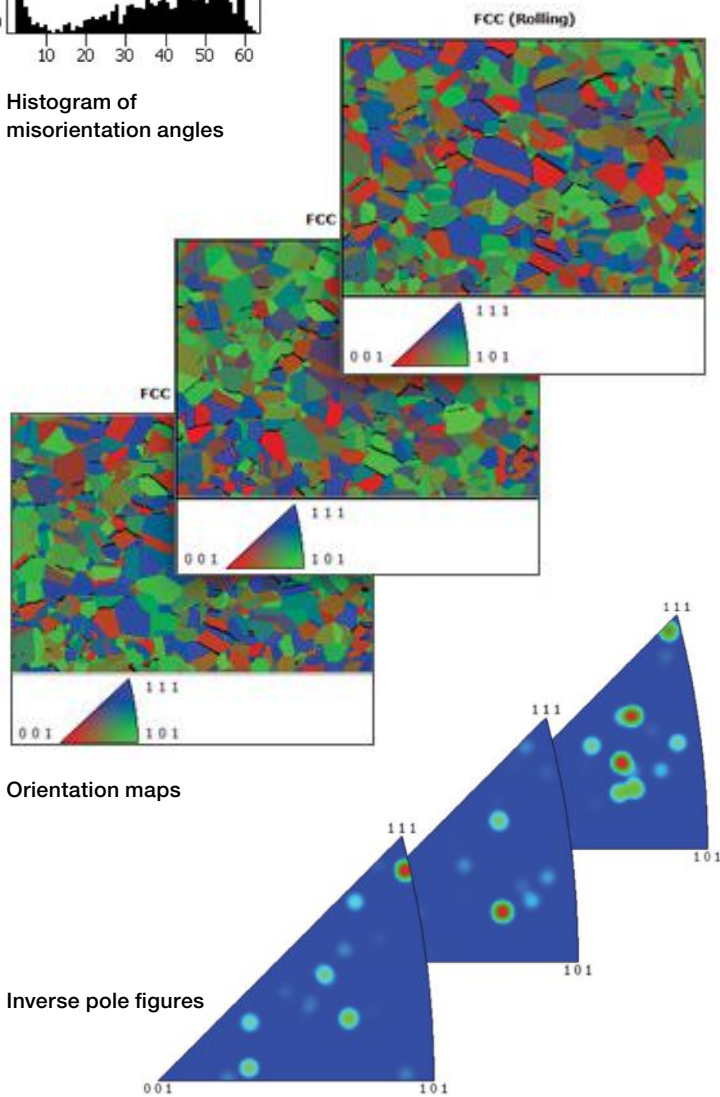 10 20 30 40 50 60
Histogram of
misorientation angles
FCC (Rolling)
1 1 1
0 0 1 1 0 1
FCC
1 1 1
0 0 1 1 0 1
FCC
1 1 1
0 0 1 1 0 1
Orientation maps
1 1 1
1 0 1
1 1 1
1 0 1
1 1 1
0 0 1 1 0 1
Inverse pole figures